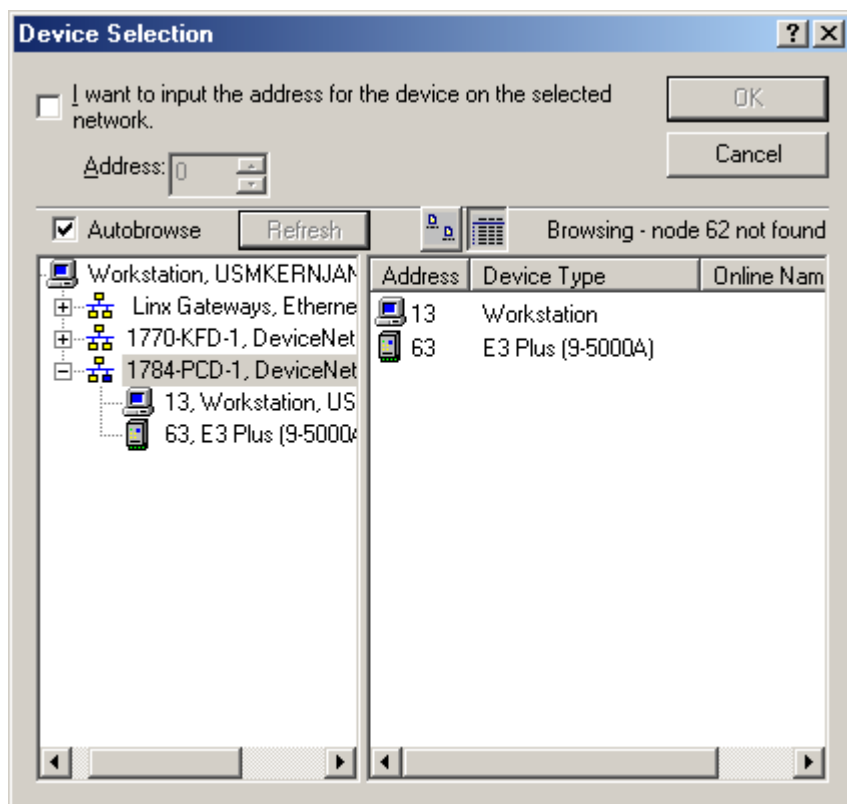 Device Selection
I want to input the address for the device on the selected
network.
OK
Cancel
Address: 0
Autobrowse
Refresh
Browsing - node 62 not found
Workstation, USMKERNJAN
Linx Gateways, Etherne
1770-KFD-1, DeviceNet
1784-PCD-1, DeviceNet
13, Workstation, US
63, E3 Plus (9-5000A
Address Device Type Online Nam
13 Workstation
63 E3 Plus (9-5000A)